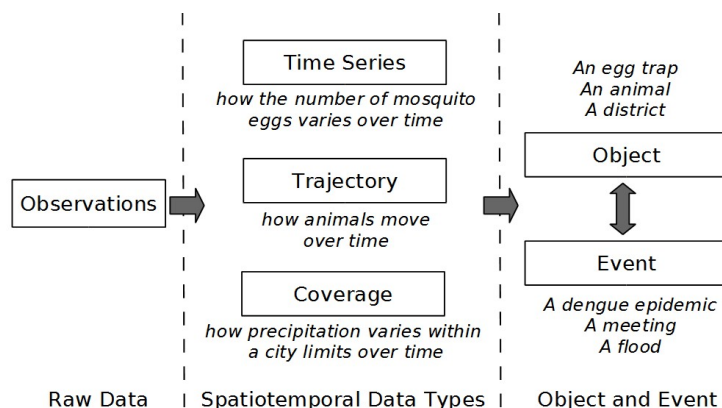 Observations
Time Series
how the number of mosquito
eggs varies over time
Trajectory
how animals move
over time
Coverage
how precipitation varies within
a city limits over time
An egg trap
An animal
A district
Object
Event
A dengue epidemic
A meeting
A flood
Raw Data
Spatiotemporal Data Types
Object and Event